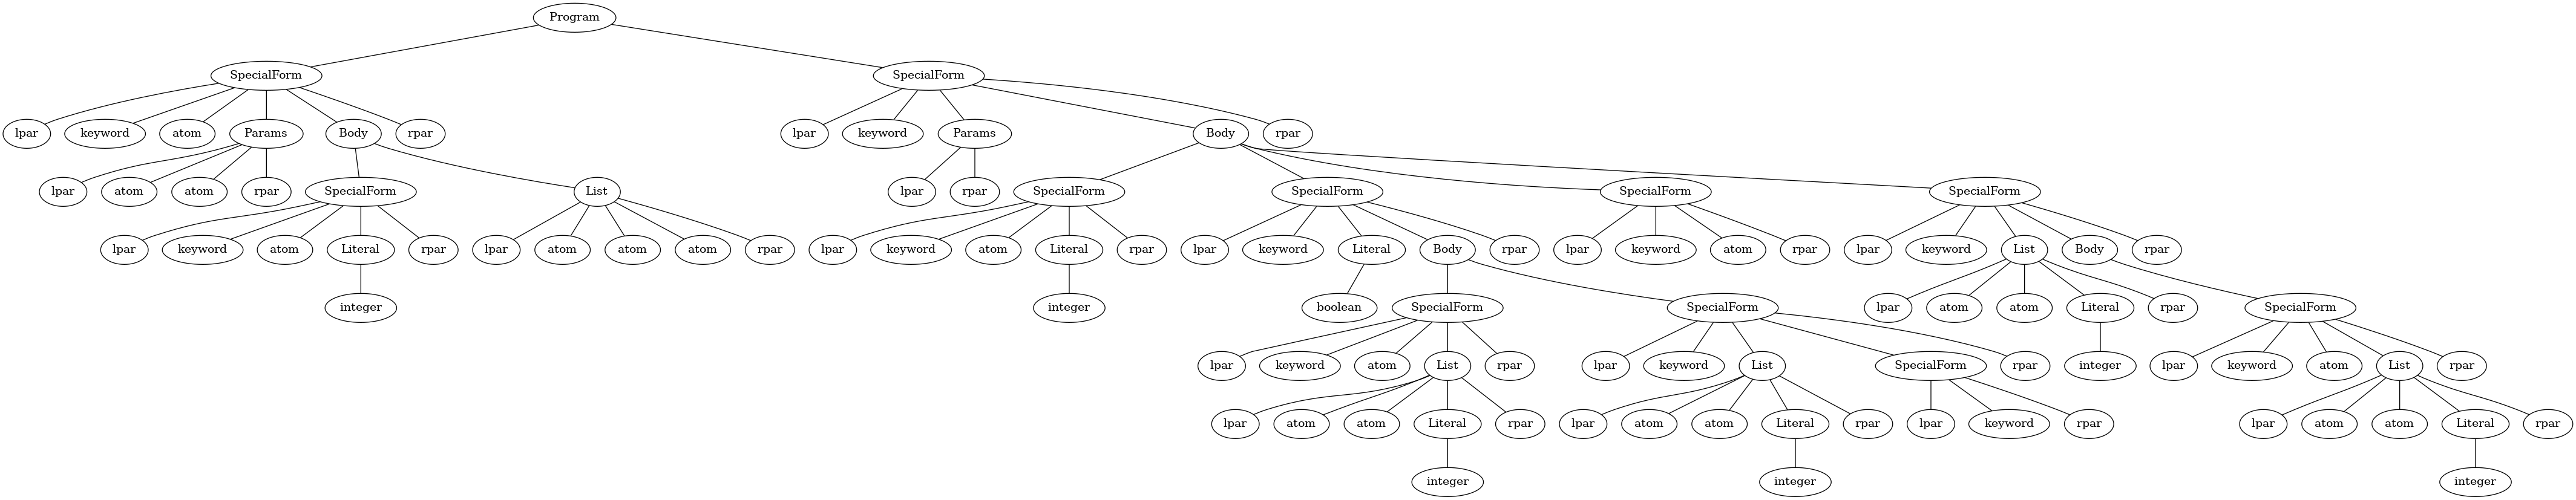 Program
SpecialForm SpecialForm
lpar keyword atom Params Body rpar lpar keyword Params Body rpar
lpar atom atom rpar SpecialForm List lpar rpar SpecialForm SpecialForm SpecialForm SpecialForm
lpar keyword atom Literal rpar lpar atom atom atom rpar lpar keyword atom Literal rpar lpar keyword Literal Body rpar lpar keyword atom rpar lpar keyword List Body rpar
integer integer boolean SpecialForm SpecialForm lpar atom atom Literal rpar SpecialForm
lpar keyword atom List rpar lpar keyword List SpecialForm rpar integer lpar keyword atom List rpar
lpar atom atom Literal rpar lpar atom atom Literal rpar lpar keyword rpar lpar atom atom Literal rpar
integer integer integer